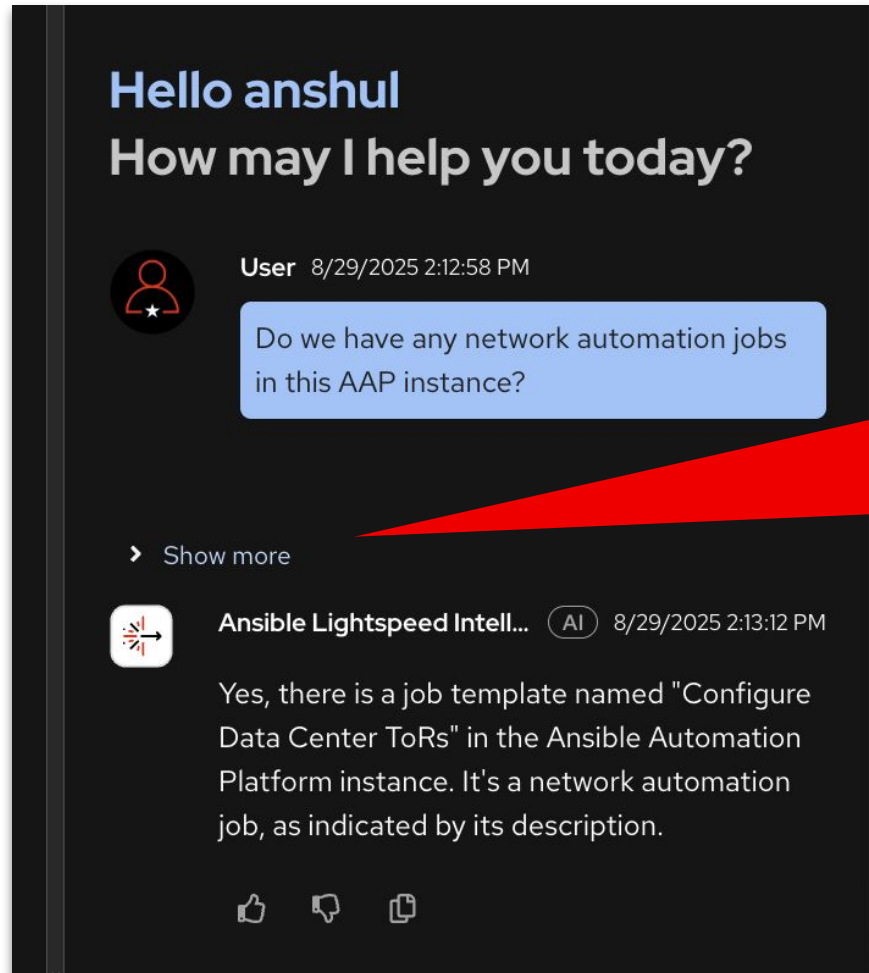 Hello anshul
How may I help you today?
User 8/29/2025 2:12:58 PM
Do we have any network automation jobs
in this AAP instance?
Show more
Ansible Lightspeed Intell... AI 8/29/2025 2:13:12 PM
Yes, there is a job template named "Configure
Data Center ToRs" in the Ansible Automation
Platform instance. It's a network automation
job, as indicated by its description.